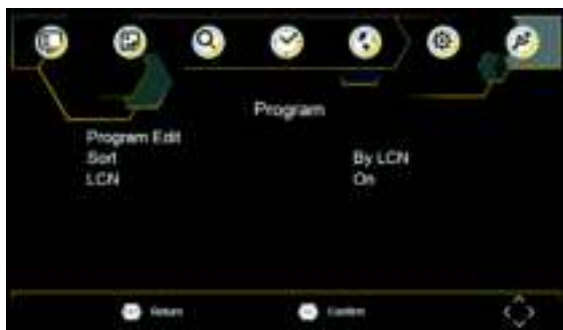 Program
Program Edit
Sort By LCN
LCN On
Return Confirm